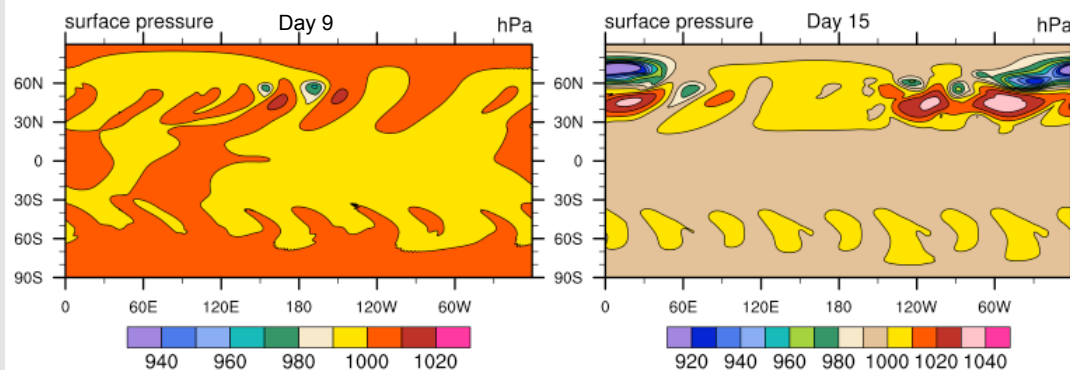 surface pressure Day 9 hPa
60N
30N
0
30S
60S
90S
0 60E 120E 180 120W 60W
940 960 980 1000 1020
surface pressure Day 15 hPa
60N
30N
0
30S
60S
90S
0 60E 120E 180 120W 60W
920 940 960 980 1000 1020 1040